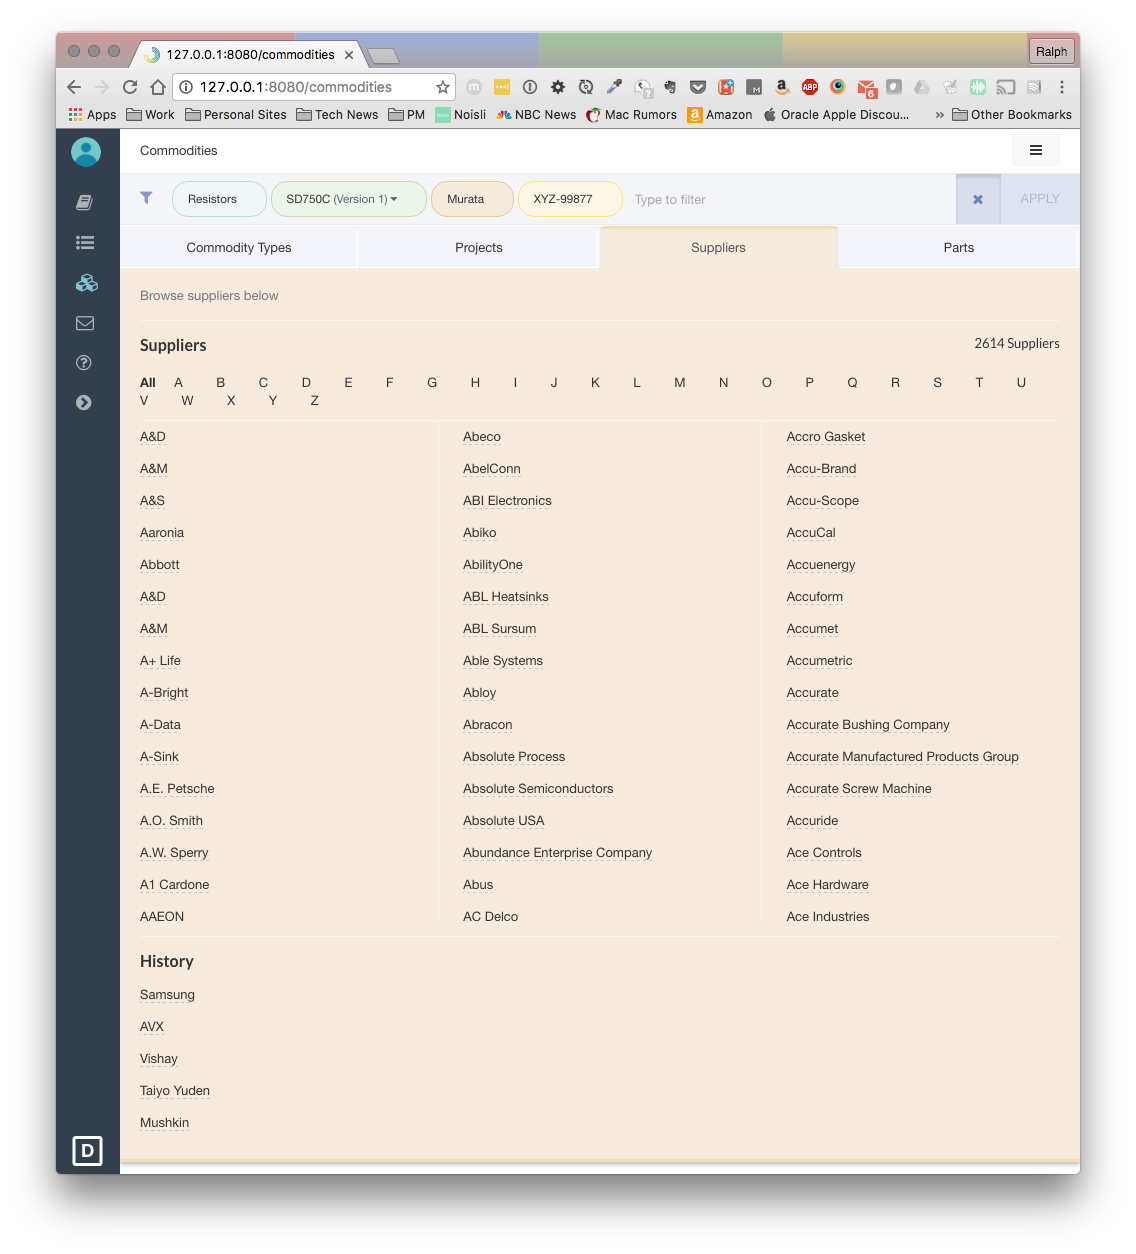 127.0.0.1:8080/commodities
Ralph
127.0.0.1:8080/commodities
ABP
6
Apps Work Personal Sites Tech News PM Noisli NBC News Mac Rumors Amazon Oracle Apple Discou... » Other Bookmarks
Commodities
Resistors SD750C (Version 1) Murata XYZ-99877 Type to filter APPLY
Commodity Types Projects Suppliers Parts
Browse suppliers below
Suppliers 2614 Suppliers
All A B C D E F G H I J K L M N O P Q R S T U
V W X Y Z
A&D Abeco Accro Gasket
A&M AbelConn Accu-Brand
A&S ABI Electronics Accu-Scope
Aaronia Abiko AccuCal
Abbott AbilityOne Accuenergy
A&D ABL Heatsinks Accuform
A&M ABL Sursum Accumet
A+ Life Able Systems Accumetric
A-Bright Abloy Accurate
A-Data Abracon Accurate Bushing Company
A-Sink Absolute Process Accurate Manufactured Products Group
A.E. Petsche Absolute Semiconductors Accurate Screw Machine
A.O. Smith Absolute USA Accuride
A.W. Sperry Abundance Enterprise Company Ace Controls
A1 Cardone Abus Ace Hardware
AAEON AC Delco Ace Industries
History
Samsung
AVX
Vishay
Taiyo Yuden
Mushkin
D